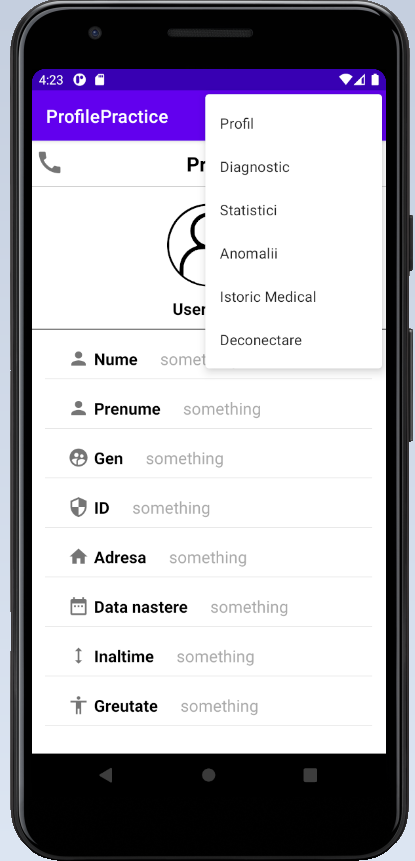 4:23
ProfilePractice
Profil
Diagnostic
Statistici
Anomalii
Istoric Medical
Deconectare
Pr
User
Nume some
Prenume something
Gen something
ID something
Adresa something
Data nastere something
Inaltime something
Greutate something